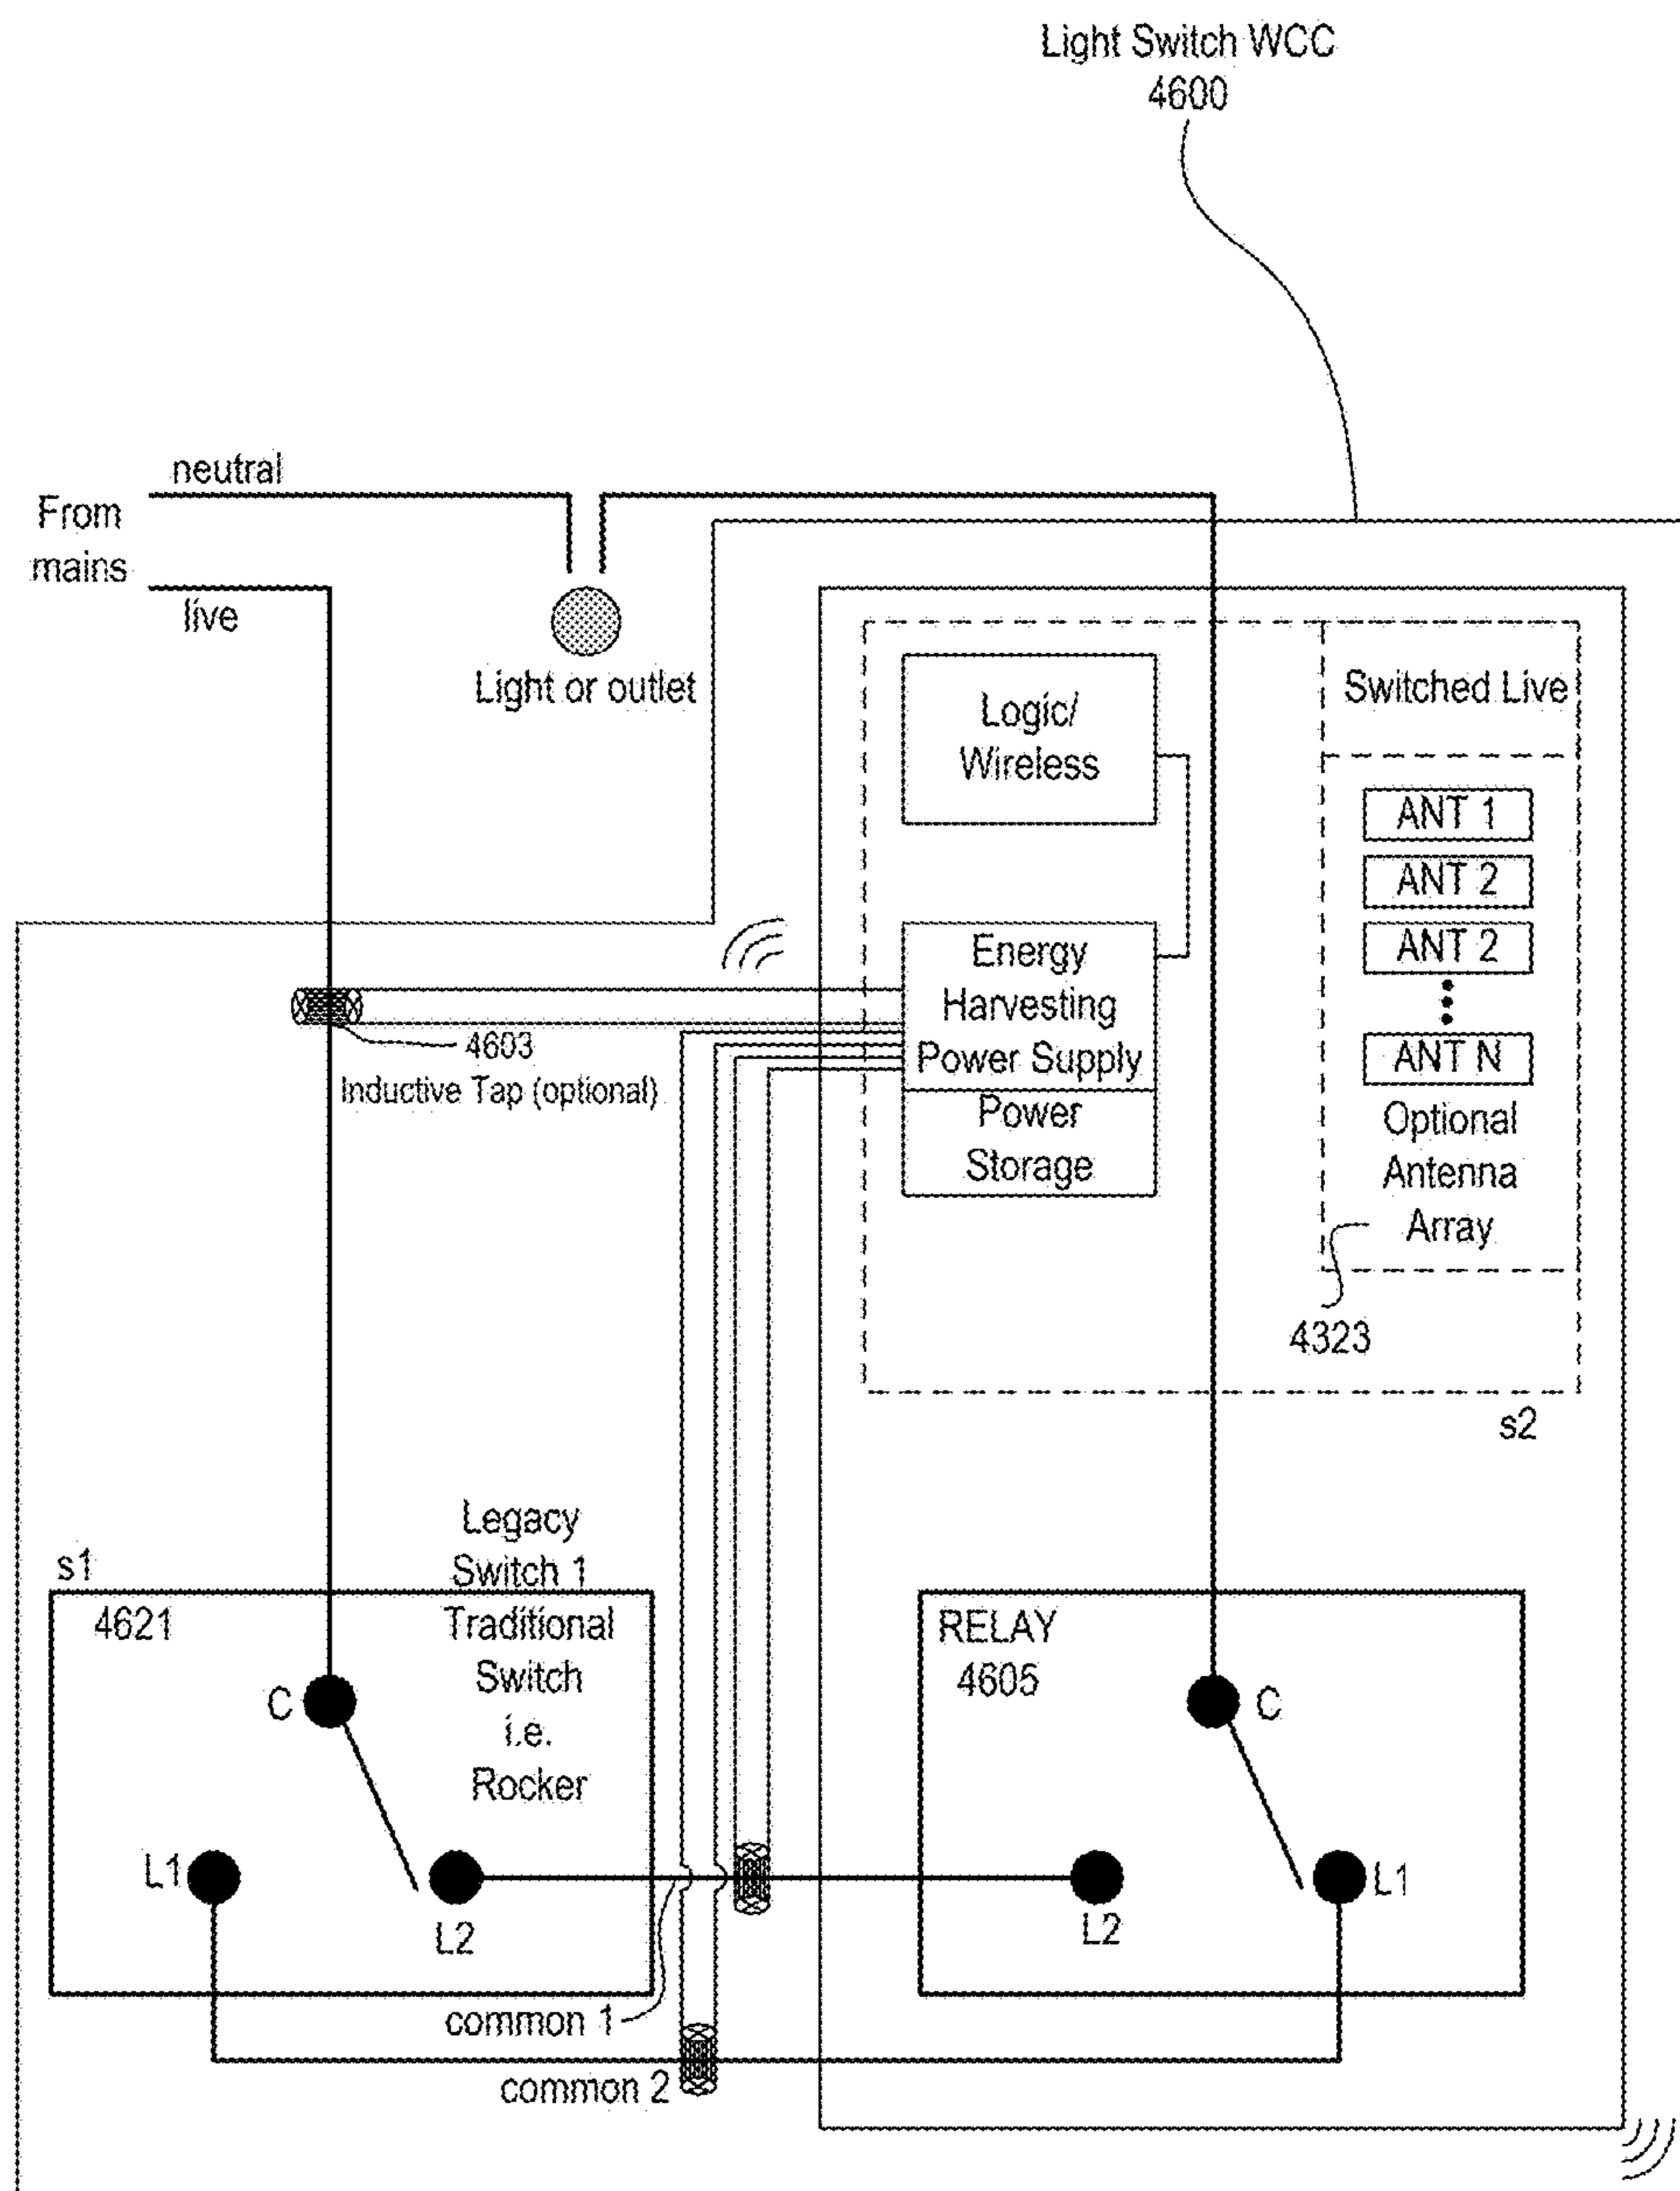 Light Switch WCC
4600
neutral
From
mains
live
Light or outlet
Logic/
Wireless
Switched Live
ANT 1
ANT 2
ANT 2
ANT N
Optional
Antenna
Array
4323
Energy
Harvesting
Power Supply
Power
Storage
4603
Inductive Tap (optional)
s2
s1
4621
Legacy
Switch 1
Traditional
Switch
i.e.
Rocker
C
L1
L2
RELAY
4605
C
L2
L1
common 1
common 2